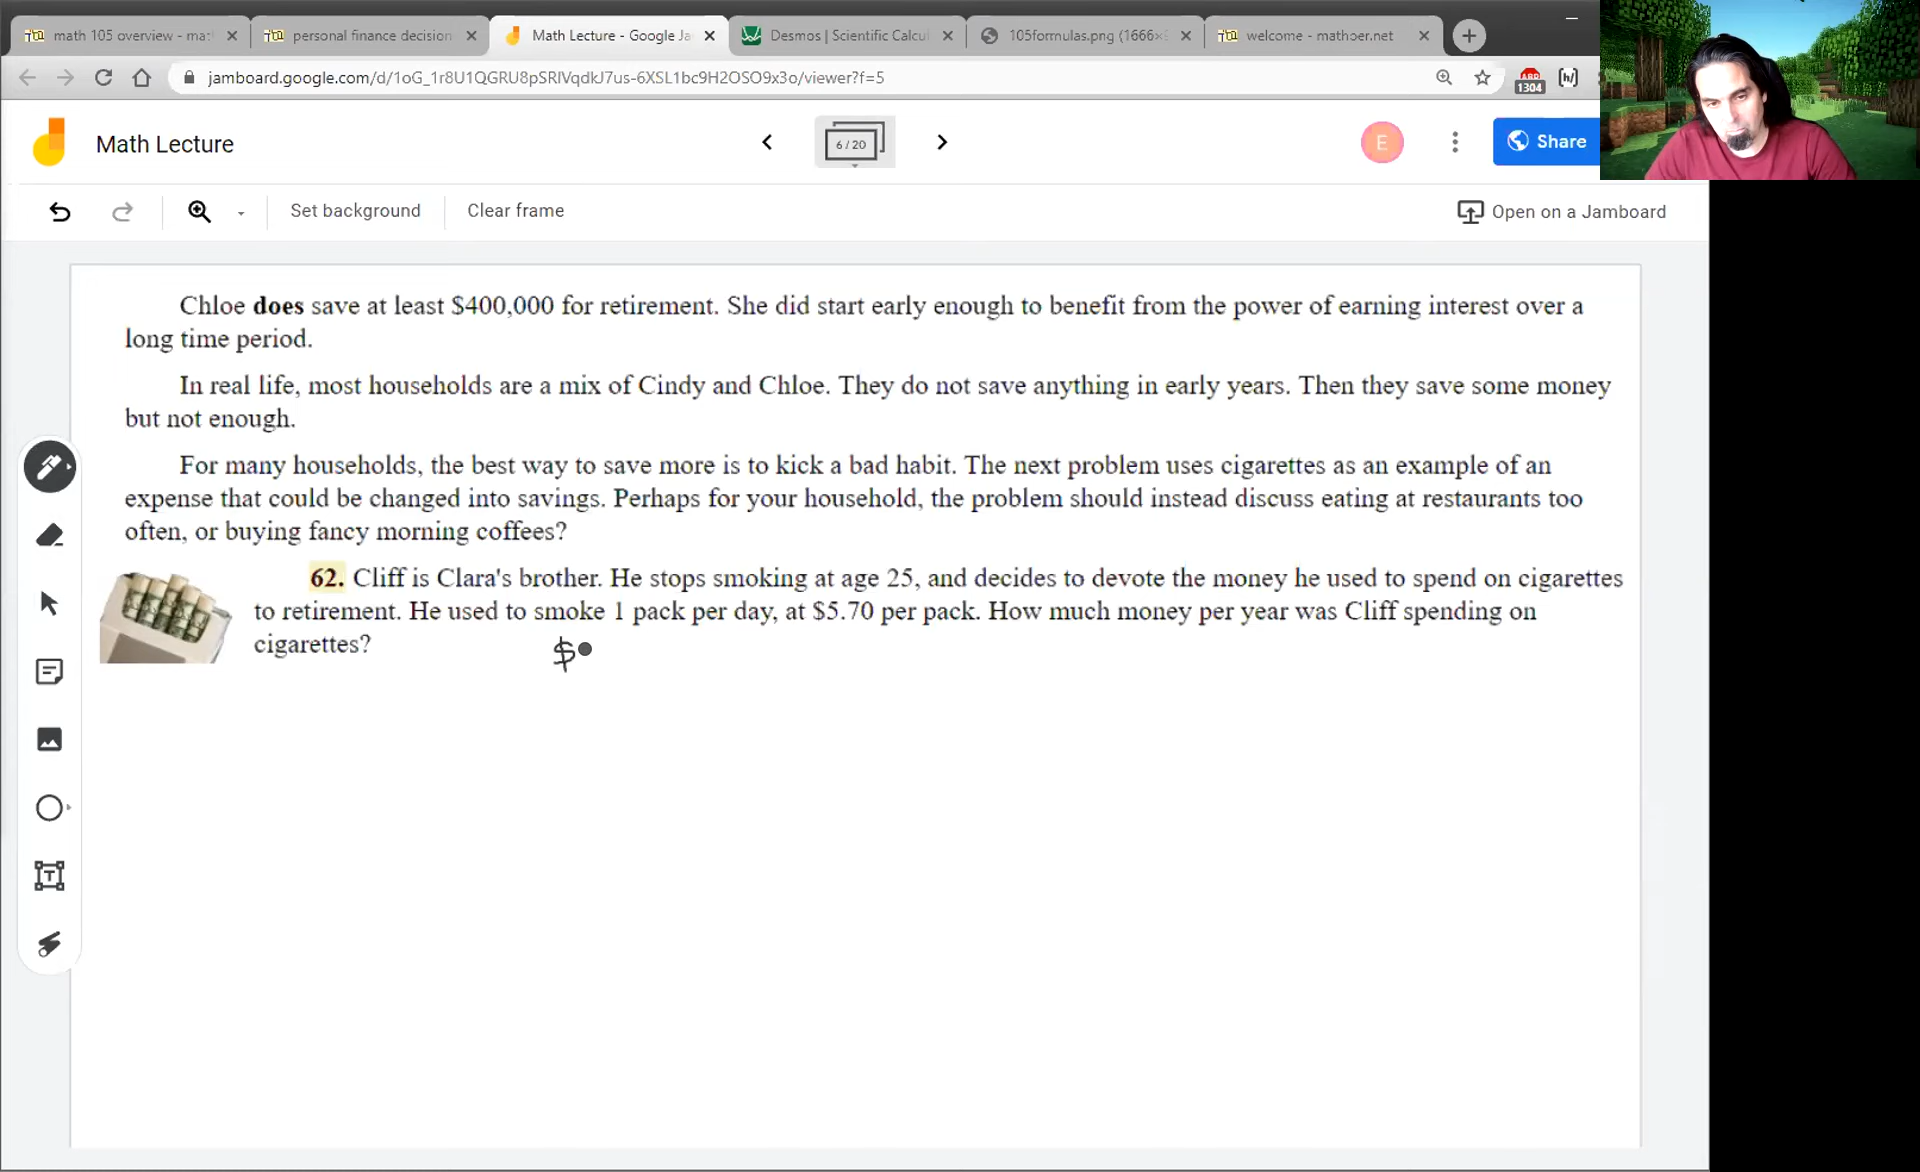 math 105 overview - mat
personal finance decision
Math Lecture - Google Ja
Desmos | Scientific Calcul
105formulas.png (1666×
welcome - mathoer.net
jamboard.google.com/d/1oG_1r8U1QGRU8pSRlVqdkJ7us-6XSL1bc9H2OSO9x3o/viewer?f=5
ABP
1304
Math Lecture
6 / 20
E
Share
Set background
Clear frame
Open on a Jamboard
Chloe does save at least $400,000 for retirement. She did start early enough to benefit from the power of earning interest over a
long time period.
In real life, most households are a mix of Cindy and Chloe. They do not save anything in early years. Then they save some money
but not enough.
For many households, the best way to save more is to kick a bad habit. The next problem uses cigarettes as an example of an
expense that could be changed into savings. Perhaps for your household, the problem should instead discuss eating at restaurants too
often, or buying fancy morning coffees?
62. Cliff is Clara's brother. He stops smoking at age 25, and decides to devote the money he used to spend on cigarettes
to retirement. He used to smoke 1 pack per day, at $5.70 per pack. How much money per year was Cliff spending on
cigarettes?
$